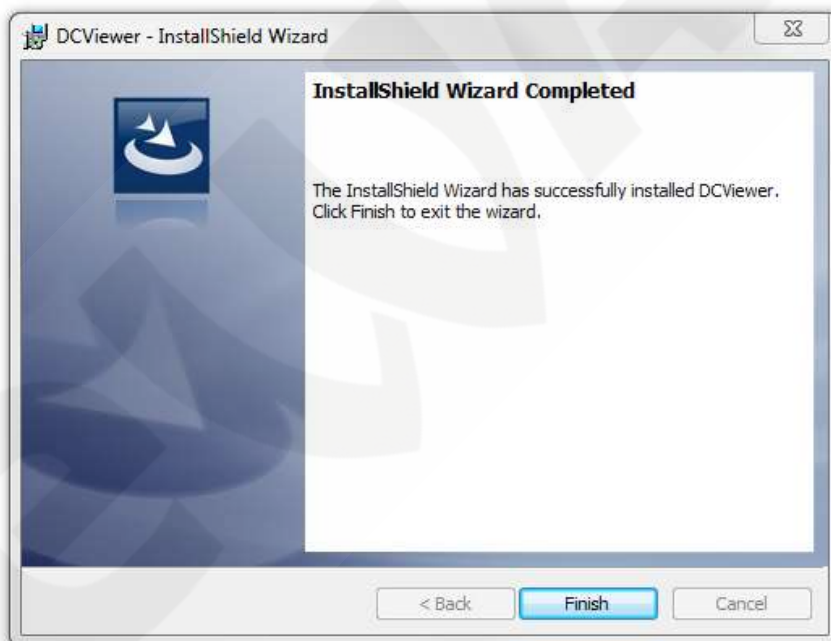 DCViewer - InstallShield Wizard
InstallShield Wizard Completed
The InstallShield Wizard has successfully installed DCViewer.
Click Finish to exit the wizard.
< Back
Finish
Cancel